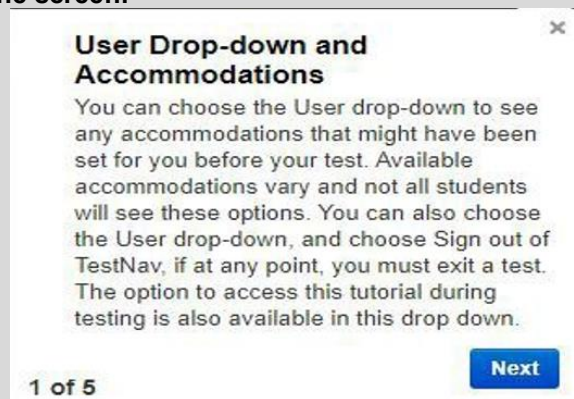 User Drop-down and
Accommodations
You can choose the User drop-down to see
any accommodations that might have been
set for you before your test. Available
accommodations vary and not all students
will see these options. You can also choose
the User drop-down, and choose Sign out of
TestNav, if at any point, you must exit a test.
The option to access this tutorial during
testing is also available in this drop down.
Next
1 of 5